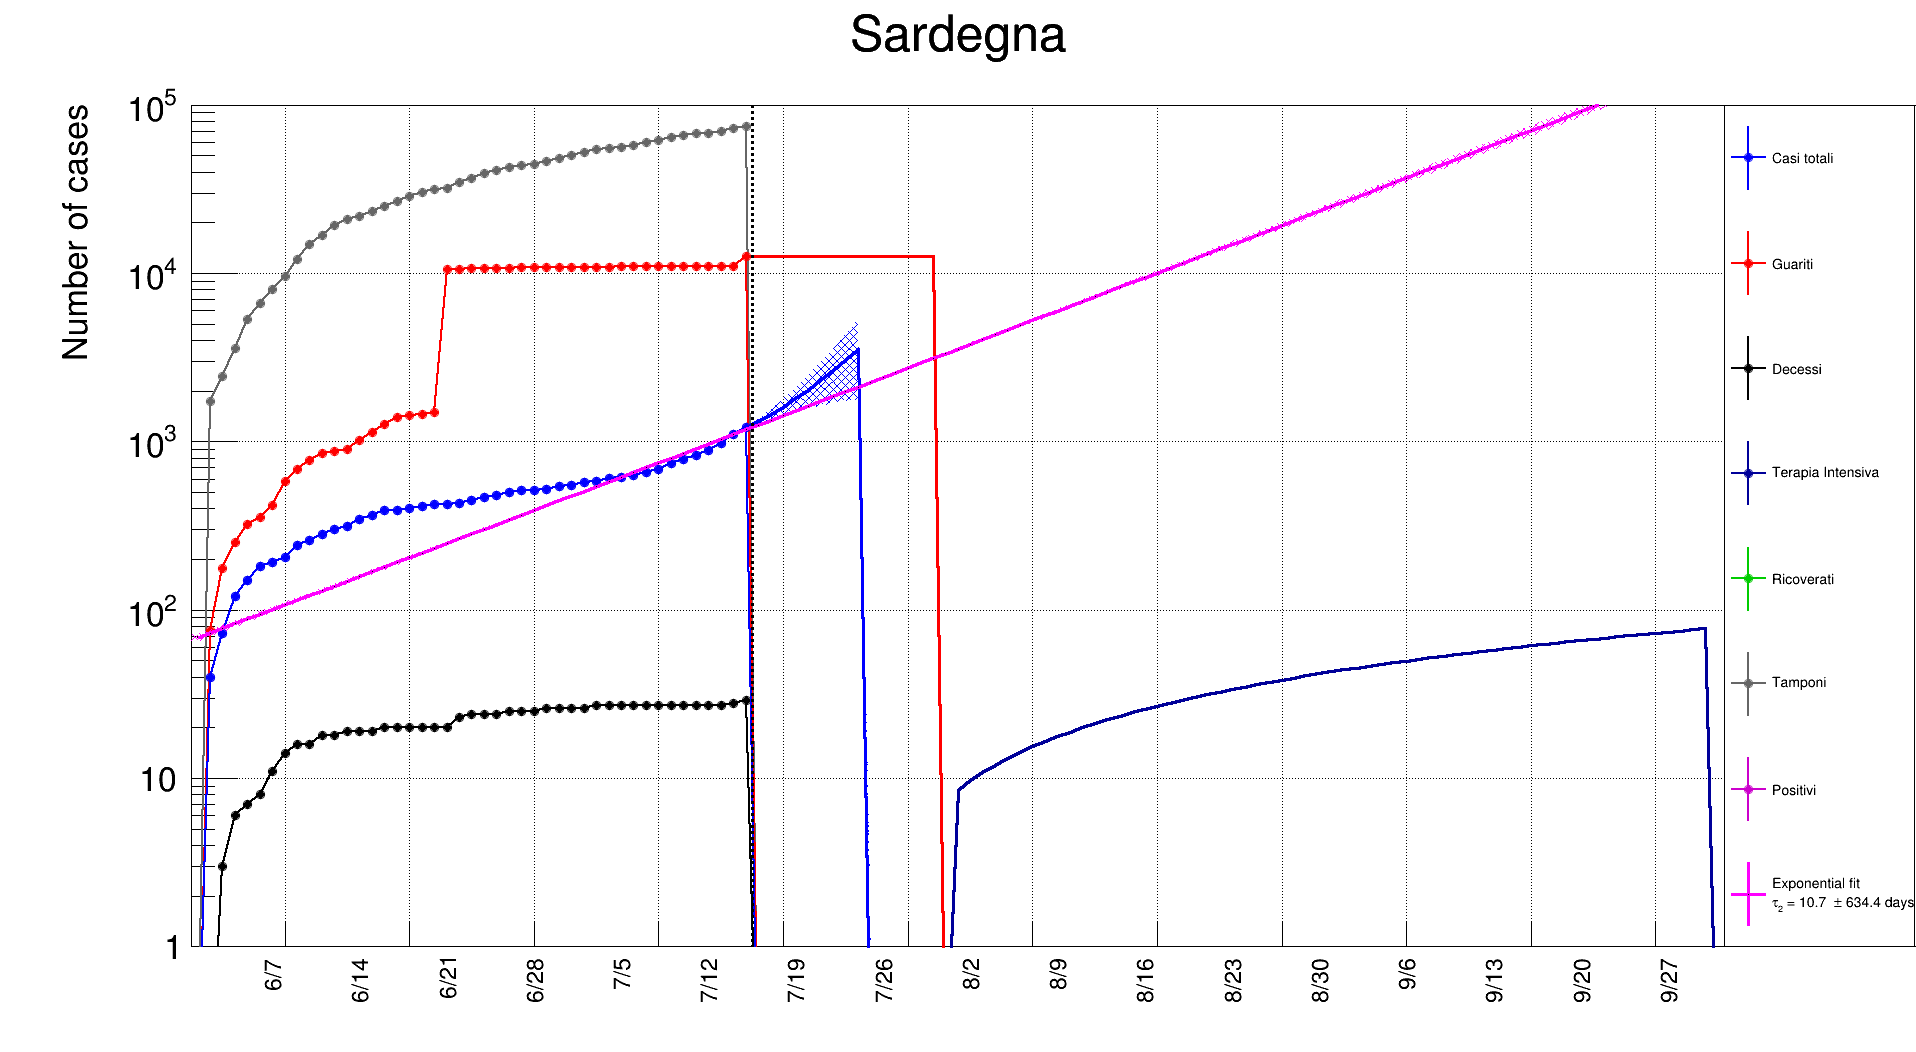 Sardegna
Number of cases
10^5
10^4
10^3
10^2
10
1
6/7
6/14
6/21
6/28
7/5
7/12
7/19
7/26
8/2
8/9
8/16
8/23
8/30
9/6
9/13
9/20
9/27
Casi totali
Guariti
Decessi
Terapia Intensiva
Ricoverati
Tamponi
Positivi
Exponential fit
τ₂ = 10.7 ± 634.4 days